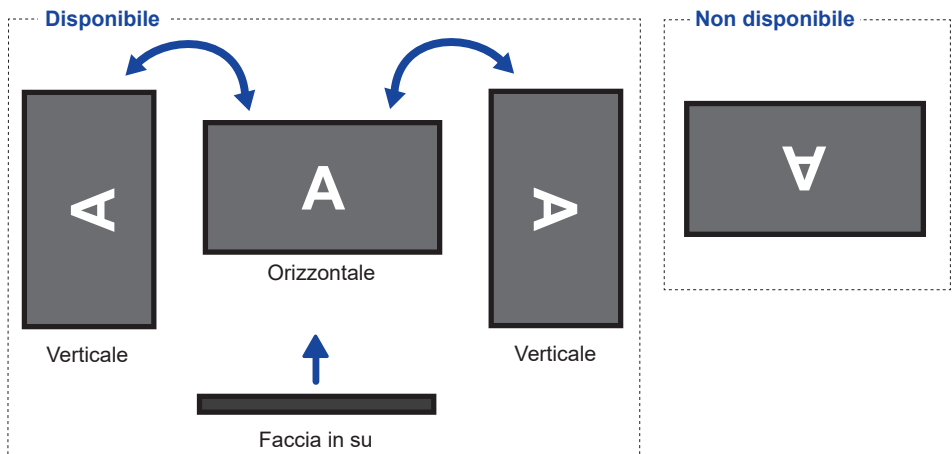 Disponibile
Non disponibile
A
A
A
A
Orizzontale
Verticale
Verticale
Faccia in su